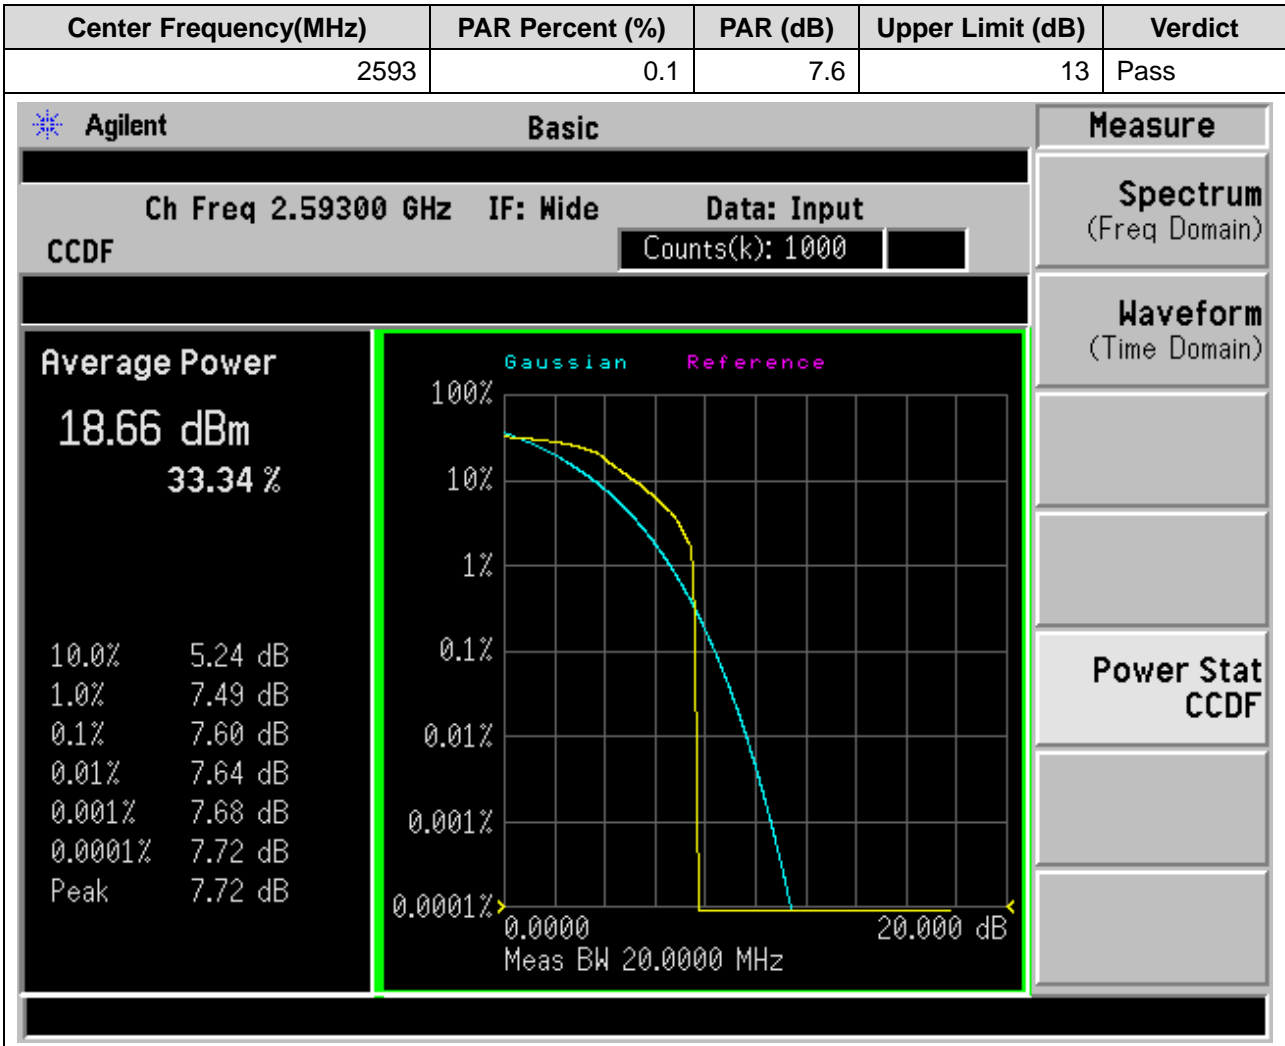 Center Frequency(MHz) PAR Percent (%) PAR (dB) Upper Limit (dB) Verdict
2593 0.1 7.6 13 Pass
Agilent Basic Measure
Ch Freq 2.59300 GHz IF: Wide Data: Input
CCDF Counts(k): 1000
Spectrum
(Freq Domain)
Waveform
(Time Domain)
Power Stat
CCDF
Average Power
18.66 dBm
33.34 %
10.0% 5.24 dB
1.0% 7.49 dB
0.1% 7.60 dB
0.01% 7.64 dB
0.001% 7.68 dB
0.0001% 7.72 dB
Peak 7.72 dB
Gaussian Reference
100%
10%
1%
0.1%
0.01%
0.001%
0.0001%
0.0000 20.000 dB
Meas BW 20.0000 MHz